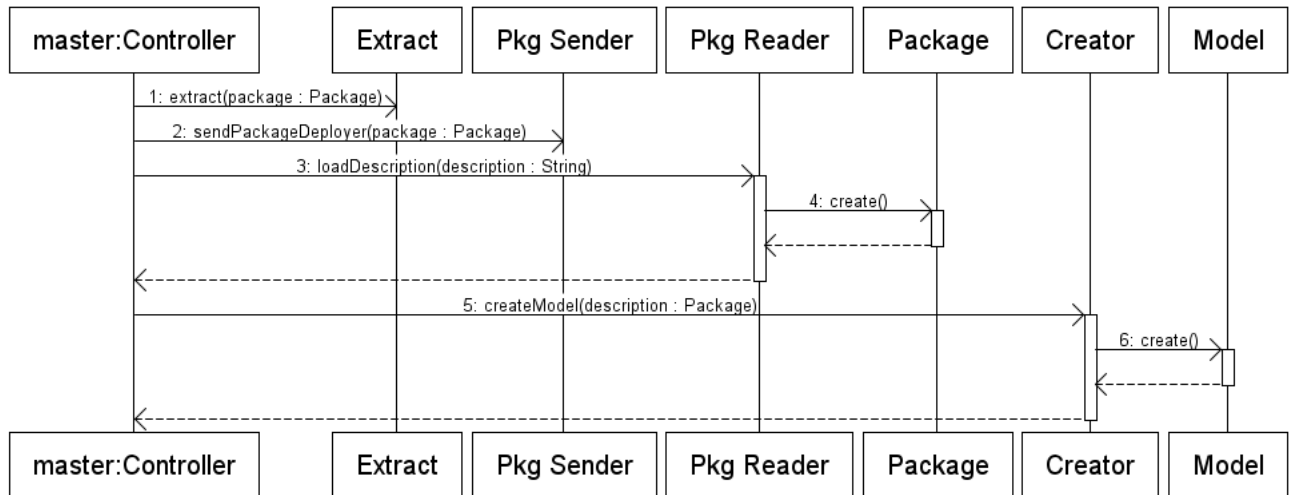 master:Controller
Extract
Pkg Sender
Pkg Reader
Package
Creator
Model
1: extract(package : Package)
2: sendPackageDeployer(package : Package)
3: loadDescription(description : String)
4: create()
5: createModel(description : Package)
6: create()
master:Controller
Extract
Pkg Sender
Pkg Reader
Package
Creator
Model